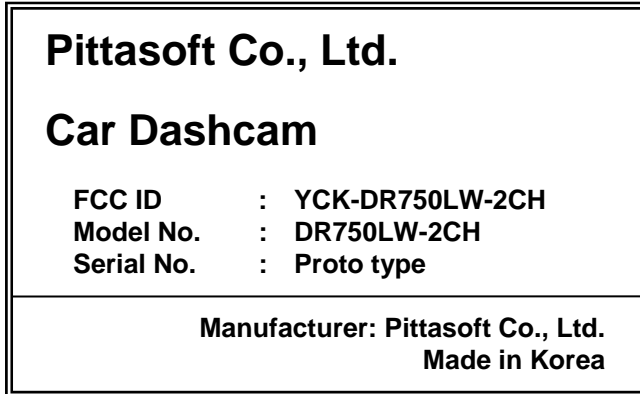 Pittasoft Co., Ltd.
Car Dashcam
FCC ID : YCK-DR750LW-2CH
Model No. : DR750LW-2CH
Serial No. : Proto type
Manufacturer: Pittasoft Co., Ltd.
Made in Korea